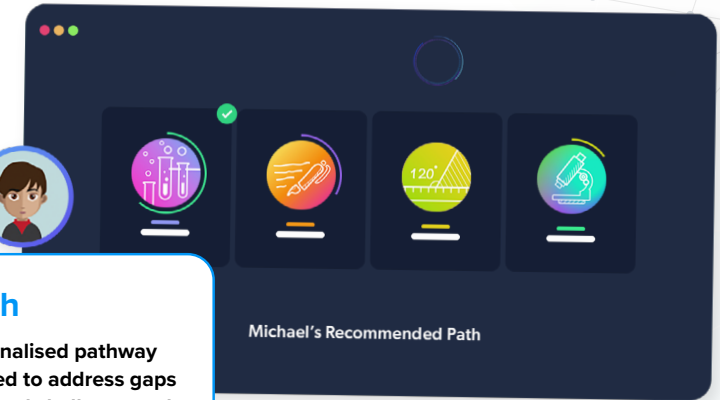 120°
Michael's Recommended Path
h
nalised pathway
ed to address gaps